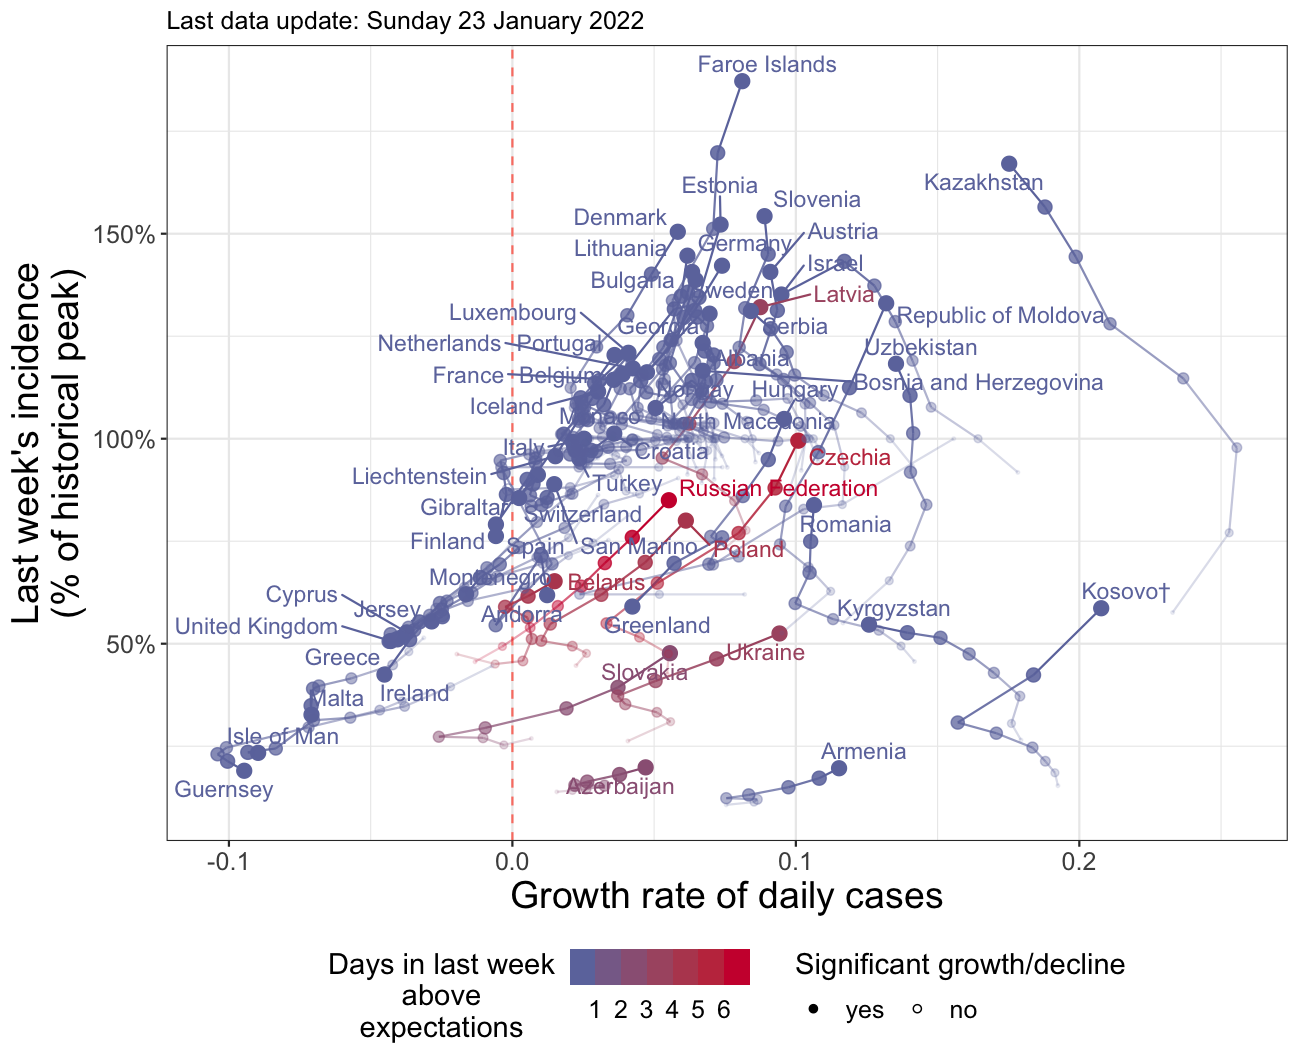 Last data update: Sunday 23 January 2022
Last week's incidence
(% of historical peak)
150%
100%
50%
Faroe Islands
Kazakhstan
Estonia
Slovenia
Denmark
Austria
Lithuania
Germany
Israel
Bulgaria
Sweden
Latvia
Luxembourg
Georgia
Serbia
Republic of Moldova
Netherlands
Portugal
Albania
Uzbekistan
France
Belgium
Norway
Hungary
Bosnia and Herzegovina
Iceland
Monaco
North Macedonia
Italy
Croatia
Czechia
Liechtenstein
Turkey
Russian Federation
Gibraltar
Switzerland
Romania
Finland
Spain
San Marino
Poland
Montenegro
Belarus
Kosovo†
Cyprus
Jersey
Andorra
Greenland
Kyrgyzstan
United Kingdom
Ukraine
Greece
Slovakia
Malta
Ireland
Isle of Man
Armenia
Guernsey
Azerbaijan
-0.1
0.0
0.1
0.2
Growth rate of daily cases
Days in last week
above
expectations
1 2 3 4 5 6
Significant growth/decline
yes
no